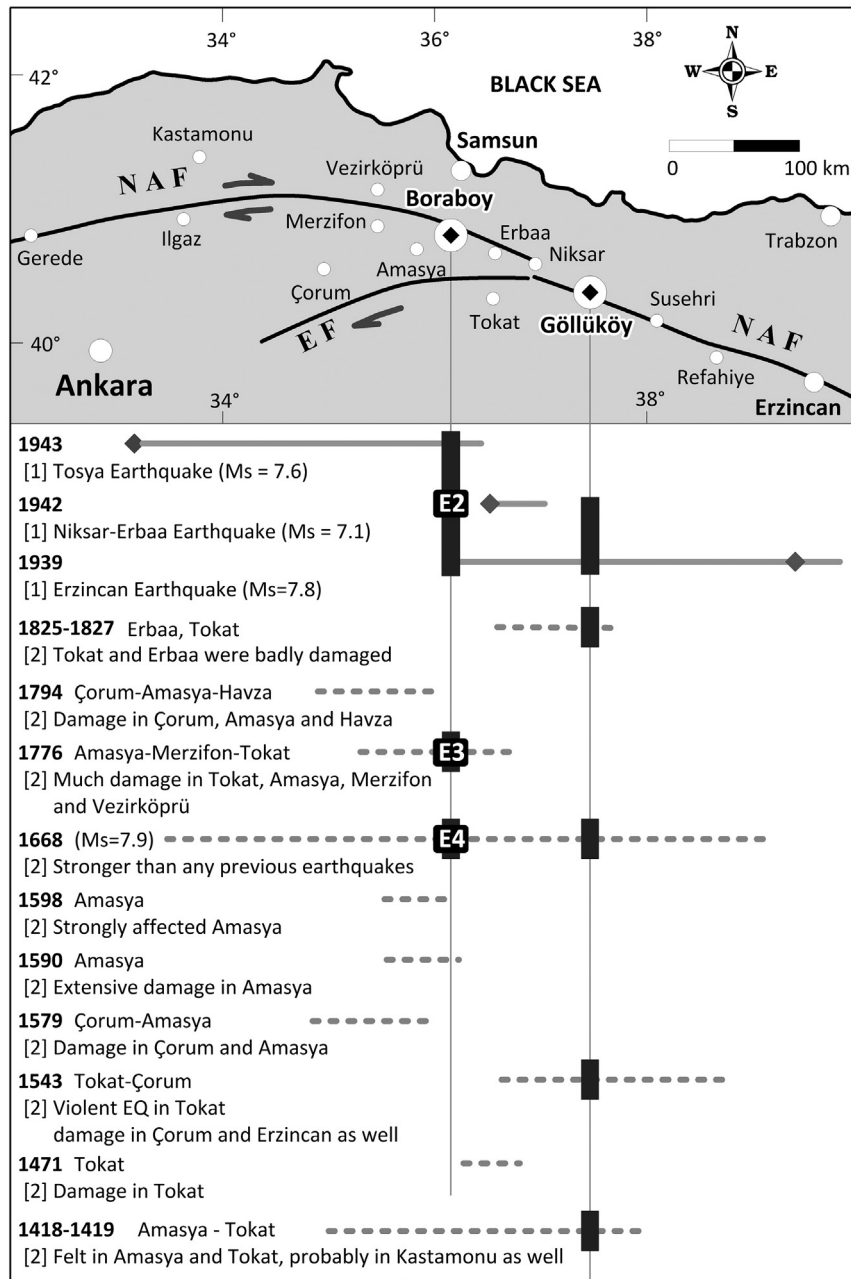 34°
36°
38°
42°
BLACK SEA
N
W E
S
0 100 km
Kastamonu
Samsun
Vezirköprü
NAF
Boraboy
Merzifon
Erbaa
Trabzon
Gerede
Ilgaz
Amasya
Niksar
Çorum
Susehri
Tokat
Göllüköy
NAF
40°
EF
Refahiye
Ankara
Erzincan
34°
38°
1943
[1] Tosya Earthquake (Ms = 7.6)
1942
E2
[1] Niksar-Erbaa Earthquake (Ms = 7.1)
1939
[1] Erzincan Earthquake (Ms=7.8)
1825-1827 Erbaa, Tokat
[2] Tokat and Erbaa were badly damaged
1794 Çorum-Amasya-Havza
[2] Damage in Çorum, Amasya and Havza
1776 Amasya-Merzifon-Tokat E3
[2] Much damage in Tokat, Amasya, Merzifon
and Vezirköprü
1668 (Ms=7.9) E4
[2] Stronger than any previous earthquakes
1598 Amasya
[2] Strongly affected Amasya
1590 Amasya
[2] Extensive damage in Amasya
1579 Çorum-Amasya
[2] Damage in Çorum and Amasya
1543 Tokat-Çorum
[2] Violent EQ in Tokat
damage in Çorum and Erzincan as well
1471 Tokat
[2] Damage in Tokat
1418-1419 Amasya - Tokat
[2] Felt in Amasya and Tokat, probably in Kastamonu as well